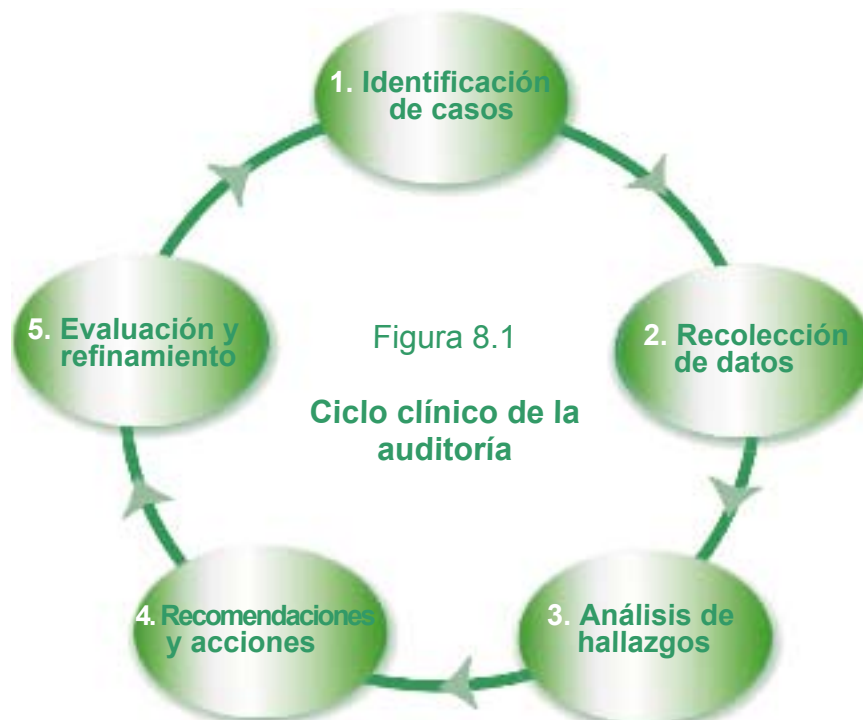 1. Identificación
de casos
2. Recolección
de datos
3. Análisis de
hallazgos
4. Recomendaciones
y acciones
5. Evaluación y
refinamiento
Figura 8.1
Ciclo clínico de la
auditoría